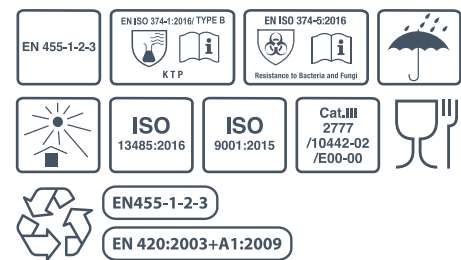 EN 455-1-2-3
EN ISO 374-1:2016/ TYPE B
i
K T P
EN ISO 374-5:2016
i
Resistance to Bacteria and Fungi
ISO
13485:2016
ISO
9001:2015
Cat.III
2777
/10442-02
/E00-00
EN455-1-2-3
EN 420:2003+A1:2009